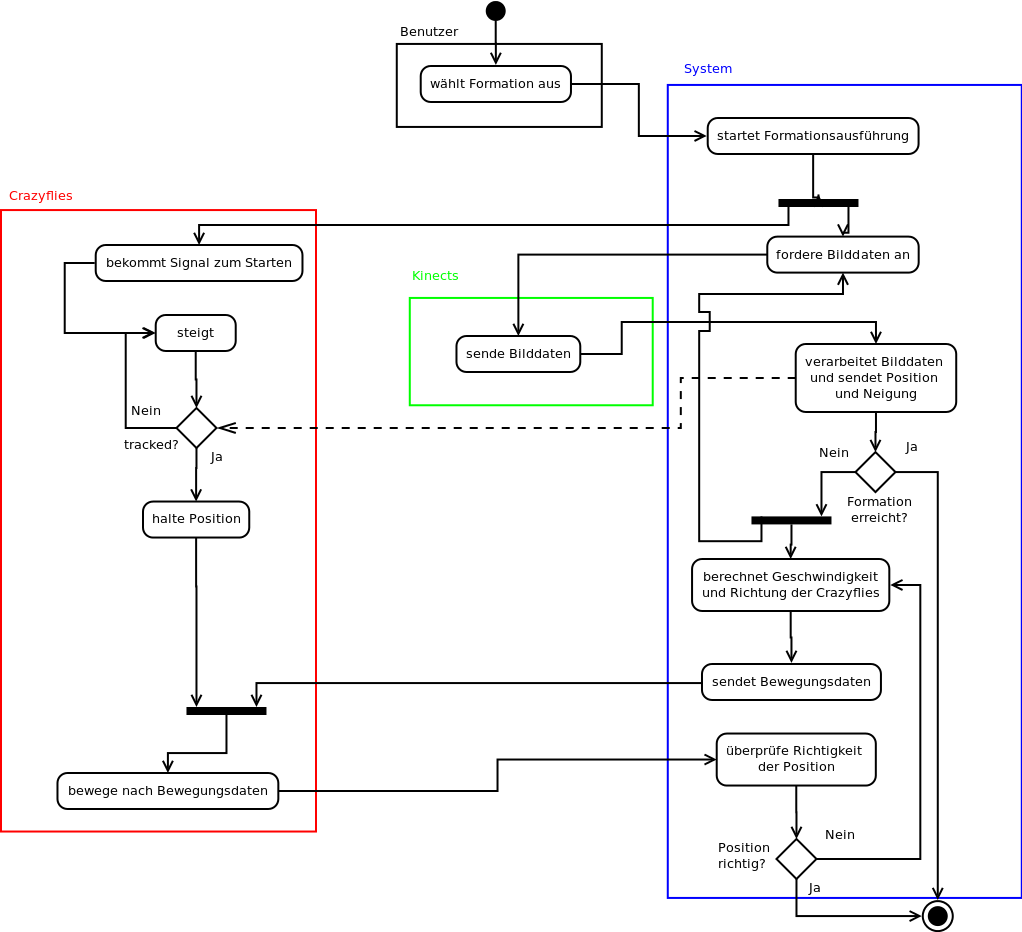 Benutzer
wählt Formation aus
System
startet Formationsausführung
Crazyflies
bekommt Signal zum Starten
fordere Bilddaten an
Kinects
steigt
sende Bilddaten
verarbeitet Bilddaten
und sendet Position
und Neigung
Nein
tracked?
Ja
Nein
Ja
Formation
erreicht?
halte Position
berechnet Geschwindigkeit
und Richtung der Crazyflies
sendet Bewegungsdaten
überprüfe Richtigkeit
der Position
bewege nach Bewegungsdaten
Nein
Position
richtig?
Ja